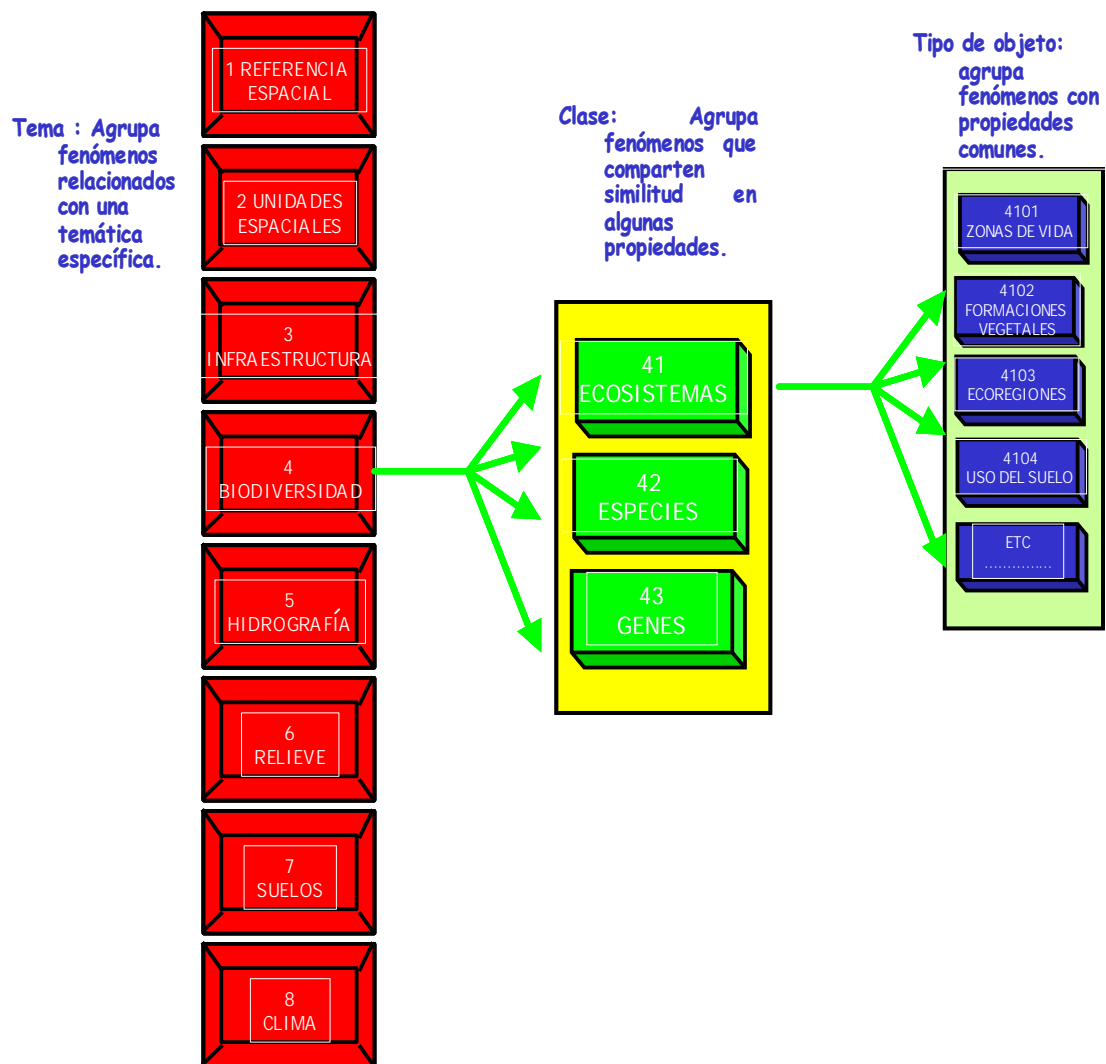 Tema : Agrupa
fenómenos
relacionados
con una
temática
específica.
1 REFERENCIA
ESPACIAL
2 UNIDADES
ESPACIALES
3
INFRAESTRUCTURA
4
BIODIVERSIDAD
5
HIDROGRAFÍA
6
RELIEVE
7
SUELOS
8
CLIMA
Clase: Agrupa
fenómenos que
comparten
similitud en
algunas
propiedades.
41
ECOSISTEMAS
42
ESPECIES
43
GENES
Tipo de objeto:
agrupa
fenómenos con
propiedades
comunes.
4101
ZONAS DE VIDA
4102
FORMACIONES
VEGETALES
4103
ECOREGIONES
4104
USO DEL SUELO
ETC
...............